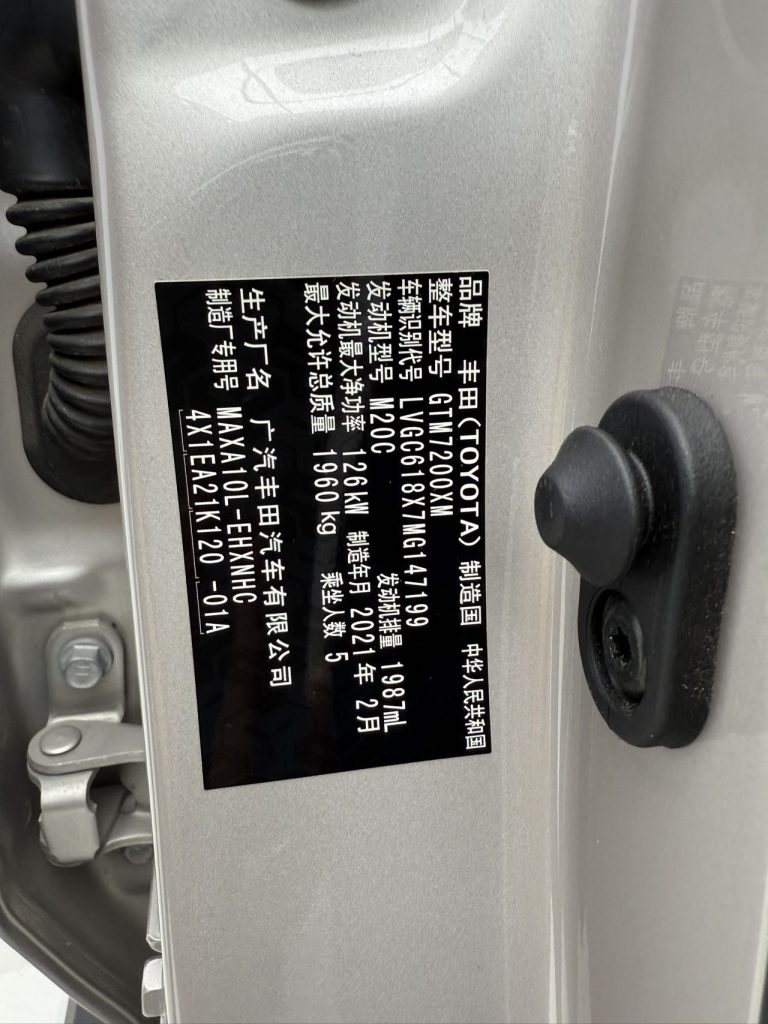 品牌 丰田(TOYOTA) 制造国 中华人民共和国
整车型号 GTM7200XM
车辆识别代号 LVGC618X7MG147199
发动机型号 M20C 发动机排量 1987mL
发动机最大净功率 126kW 制造年月 2021年 2月
最大允许总质量 1960kg 乘坐人数 5
生产厂名 广汽丰田汽车有限公司
制造厂专用号 MAXA10L-EHXNHC
4X1EA21K120 -01A